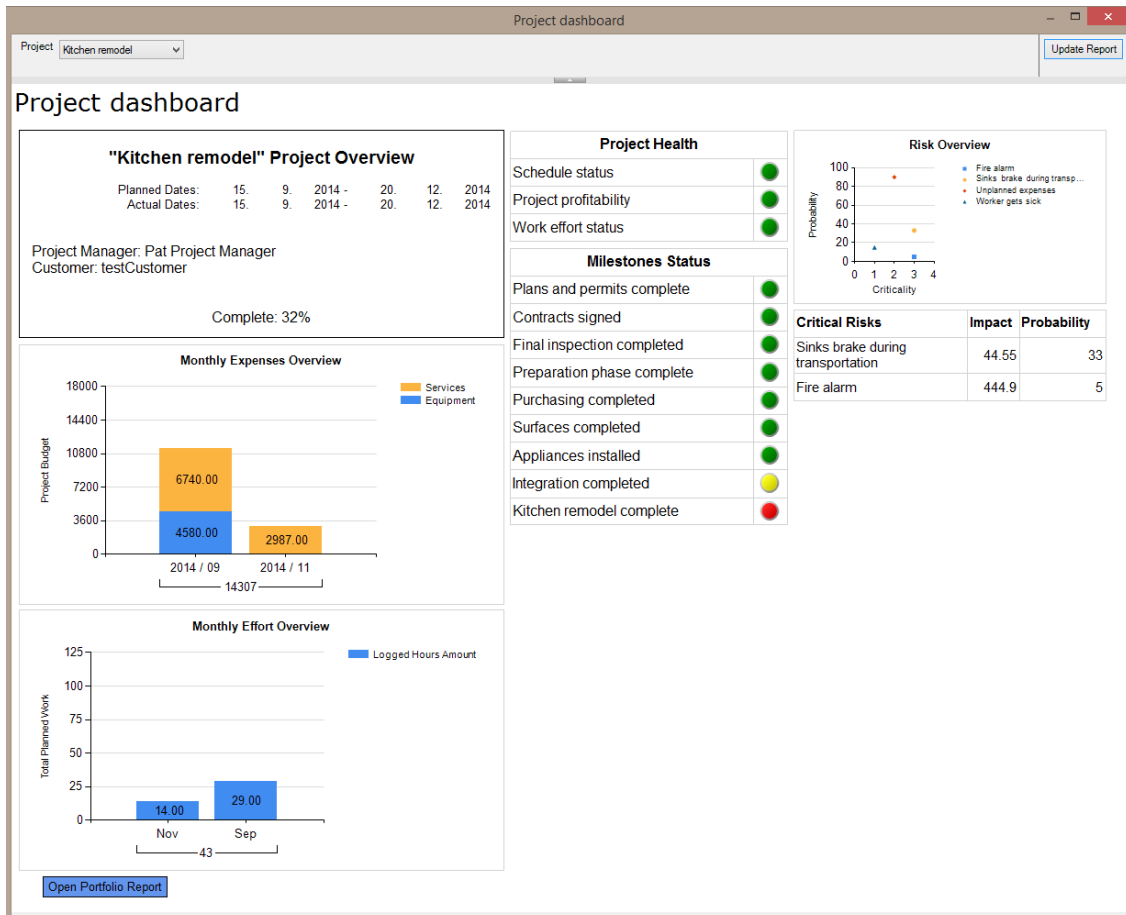 Project dashboard
Project Kitchen remodel
Update Report
Project dashboard
"Kitchen remodel" Project Overview
Planned Dates: 15. 9. 2014 - 20. 12. 2014
Actual Dates: 15. 9. 2014 - 20. 12. 2014
Project Manager: Pat Project Manager
Customer: testCustomer
Complete: 32%
Monthly Expenses Overview
Services
Equipment
Project Budget
18000
14400
10800
7200
3600
0
6740.00
4580.00
2987.00
2014 / 09 2014 / 11
14307
Monthly Effort Overview
Logged Hours Amount
Total Planned Work
125
100
75
50
25
0
14.00
29.00
Nov Sep
43
Open Portfolio Report
Project Health
Schedule status
Project profitability
Work effort status
Milestones Status
Plans and permits complete
Contracts signed
Final inspection completed
Preparation phase complete
Purchasing completed
Surfaces completed
Appliances installed
Integration completed
Kitchen remodel complete
Risk Overview
Probability
100
80
60
40
20
0
0 1 2 3 4
Criticality
Fire alarm
Sinks brake during transp...
Unplanned expenses
Worker gets sick
Critical Risks Impact Probability
Sinks brake during
transportation 44.55 33
Fire alarm 444.9 5